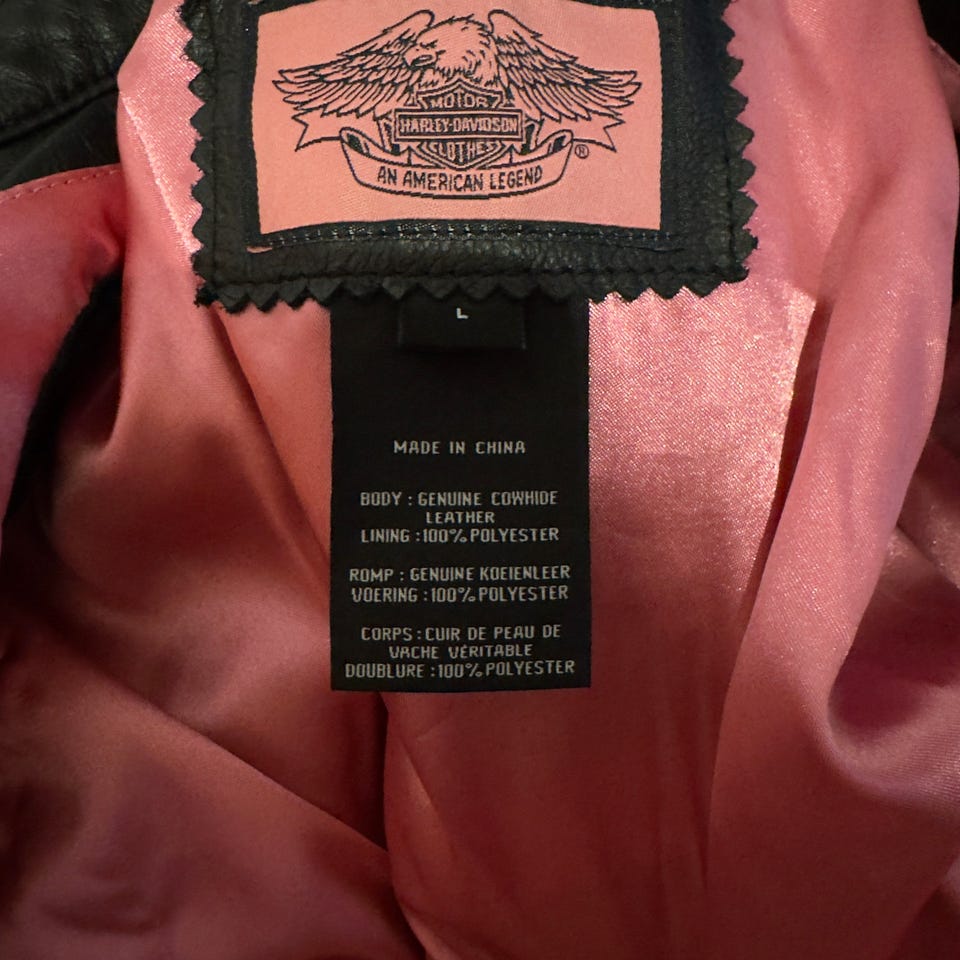 MOTOR
HARLEY-DAVIDSON
CLOTHES
®
AN AMERICAN LEGEND
L
MADE IN CHINA
BODY : GENUINE COWHIDE
LEATHER
LINING :100% POLYESTER
ROMP : GENUINE KOEIENLEER
VOERING :100% POLYESTER
CORPS : CUIR DE PEAU DE
VACHE VÉRITABLE
DOUBLURE :100% POLYESTER